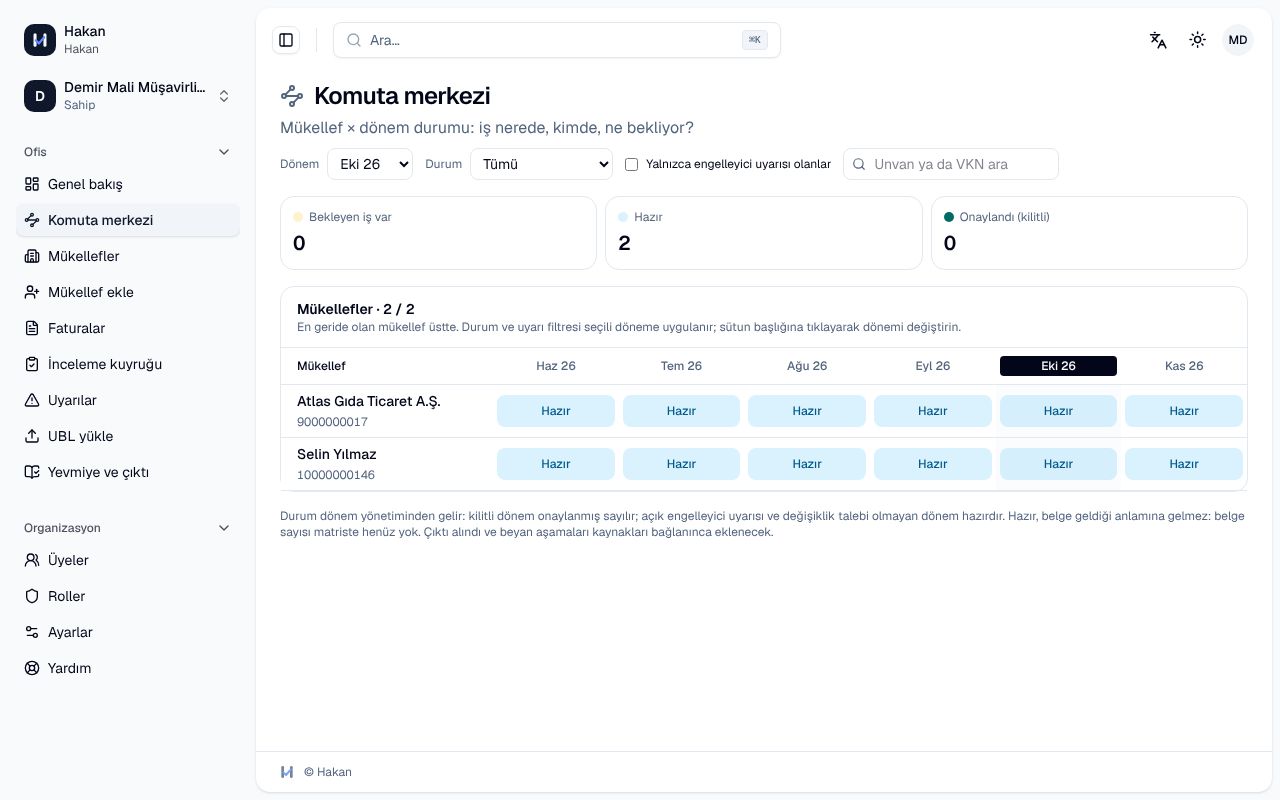 Hakan
Hakan
D
Demir Mali Müşavirli...
Sahip
Ofis
Genel bakış
Komuta merkezi
Mükellefler
Mükellef ekle
Faturalar
İnceleme kuyruğu
Uyarılar
UBL yükle
Yevmiye ve çıktı
Organizasyon
Üyeler
Roller
Ayarlar
Yardım
Ara... ⌘K
MD
Komuta merkezi
Mükellef × dönem durumu: iş nerede, kimde, ne bekliyor?
Dönem Eki 26 Durum Tümü Yalnızca engelleyici uyarısı olanlar Unvan ya da VKN ara
Bekleyen iş var Hazır Onaylandı (kilitli)
0 2 0
Mükellefler · 2 / 2
En geride olan mükellef üstte. Durum ve uyarı filtresi seçili döneme uygulanır; sütun başlığına tıklayarak dönemi değiştirin.
Mükellef Haz 26 Tem 26 Ağu 26 Eyl 26 Eki 26 Kas 26
Atlas Gıda Ticaret A.Ş.
9000000017
Hazır Hazır Hazır Hazır Hazır Hazır
Selin Yılmaz
10000000146
Hazır Hazır Hazır Hazır Hazır Hazır
Durum dönem yönetiminden gelir: kilitli dönem onaylanmış sayılır; açık engelleyici uyarısı ve değişiklik talebi olmayan dönem hazırdır. Hazır, belge geldiği anlamına gelmez: belge
sayısı matriste henüz yok. Çıktı alındı ve beyan aşamaları kaynakları bağlanınca eklenecek.
© Hakan